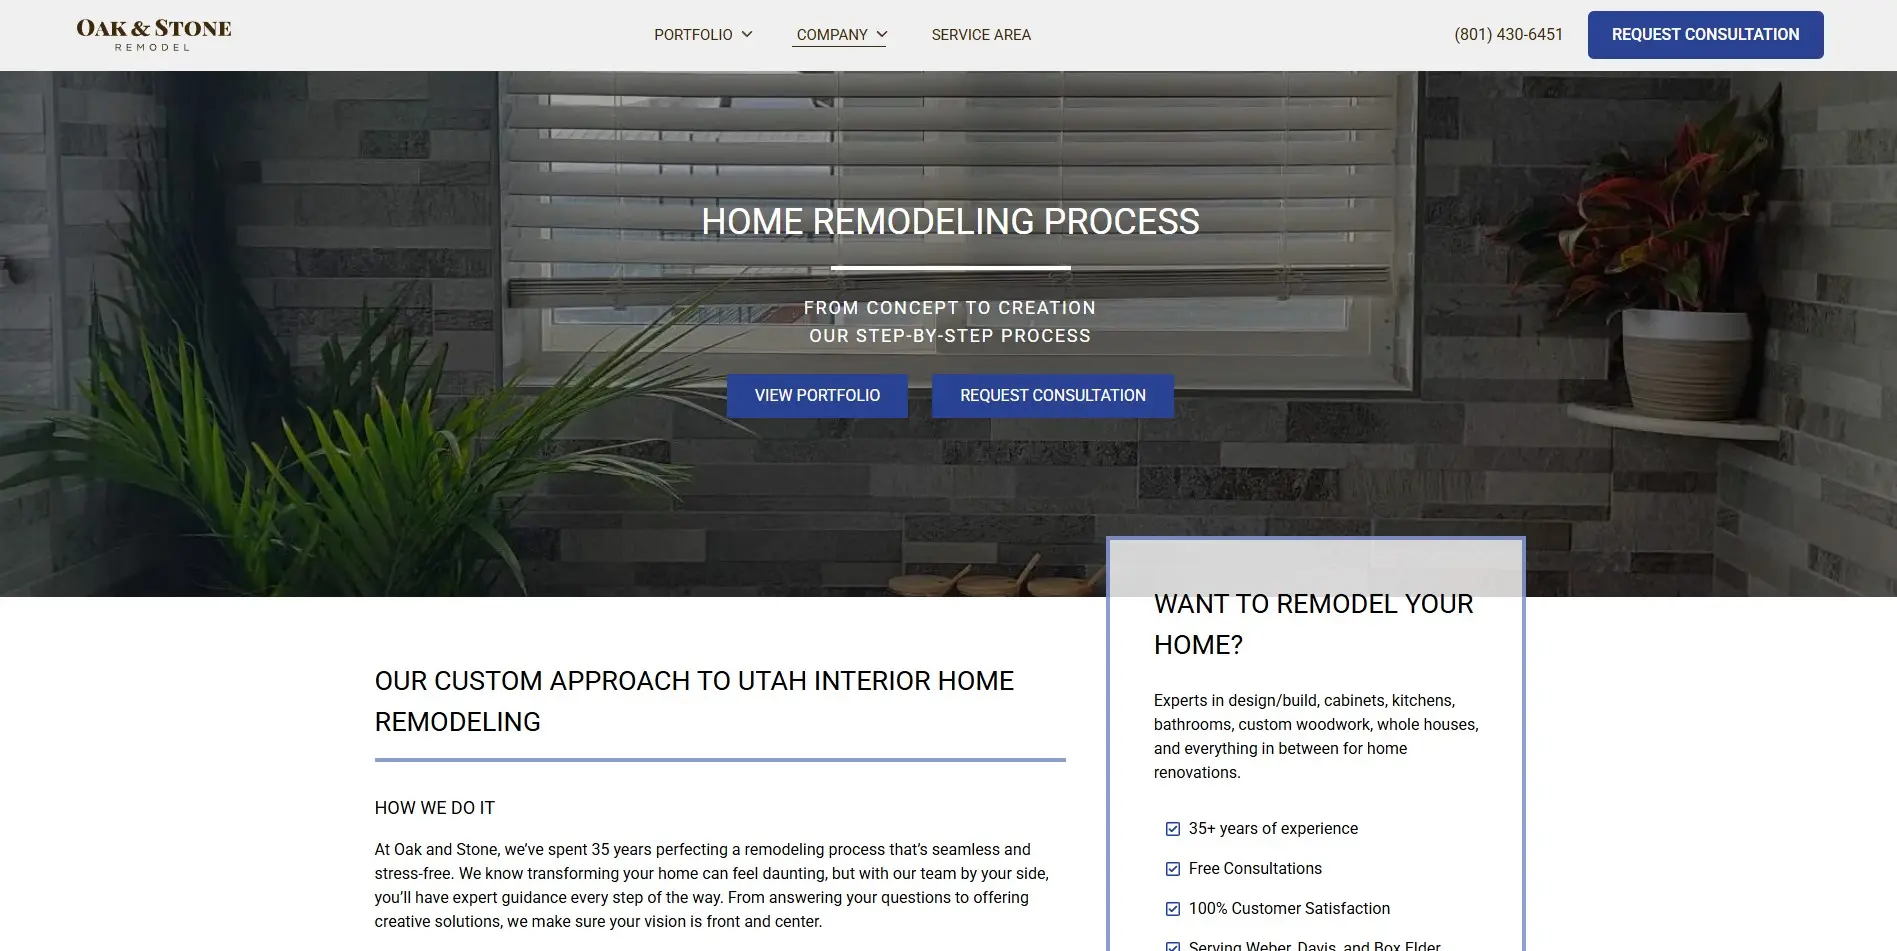 OAK & STONE
REMODEL
PORTFOLIO
COMPANY
SERVICE AREA
(801) 430-6451
REQUEST CONSULTATION
HOME REMODELING PROCESS
FROM CONCEPT TO CREATION
OUR STEP-BY-STEP PROCESS
VIEW PORTFOLIO
REQUEST CONSULTATION
OUR CUSTOM APPROACH TO UTAH INTERIOR HOME
REMODELING
HOW WE DO IT
At Oak and Stone, we’ve spent 35 years perfecting a remodeling process that’s seamless and
stress-free. We know transforming your home can feel daunting, but with our team by your side,
you’ll have expert guidance every step of the way. From answering your questions to offering
creative solutions, we make sure your vision is front and center.
WANT TO REMODEL YOUR
HOME?
Experts in design/build, cabinets, kitchens,
bathrooms, custom woodwork, whole houses,
and everything in between for home
renovations.
35+ years of experience
Free Consultations
100% Customer Satisfaction
Serving Weber, Davis, and Box Elder